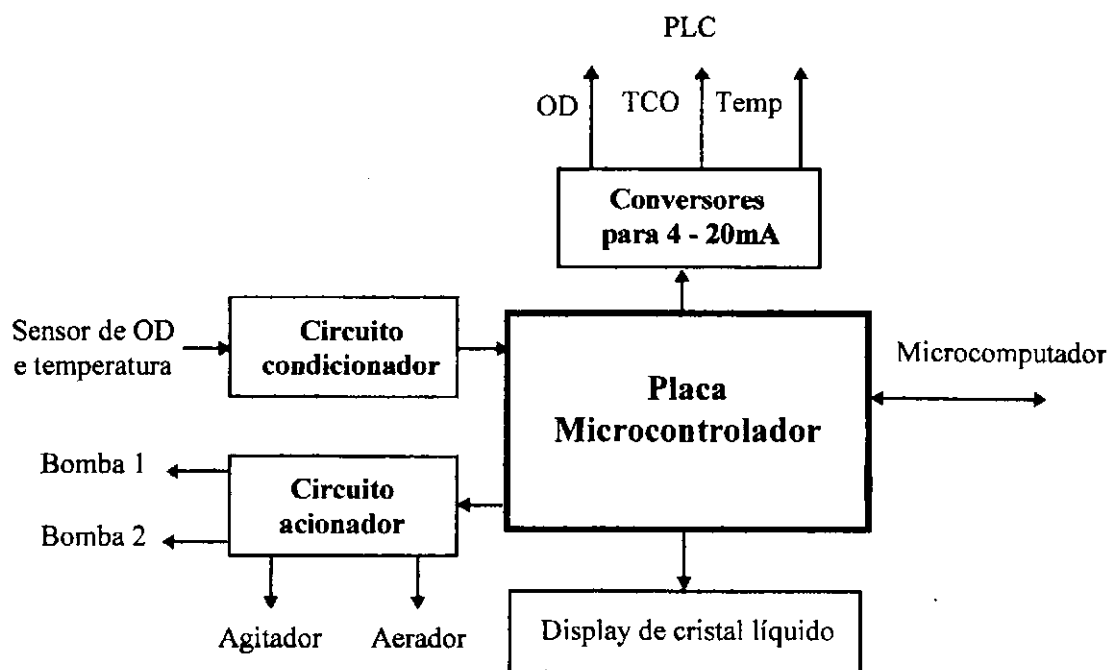 PLC
OD TCO Temp
Conversores
para 4 - 20mA
Sensor de OD
e temperatura
Circuito
condicionador
Placa
Microcontrolador
Microcomputador
Bomba 1
Bomba 2
Circuito
acionador
Agitador Aerador
Display de cristal líquido